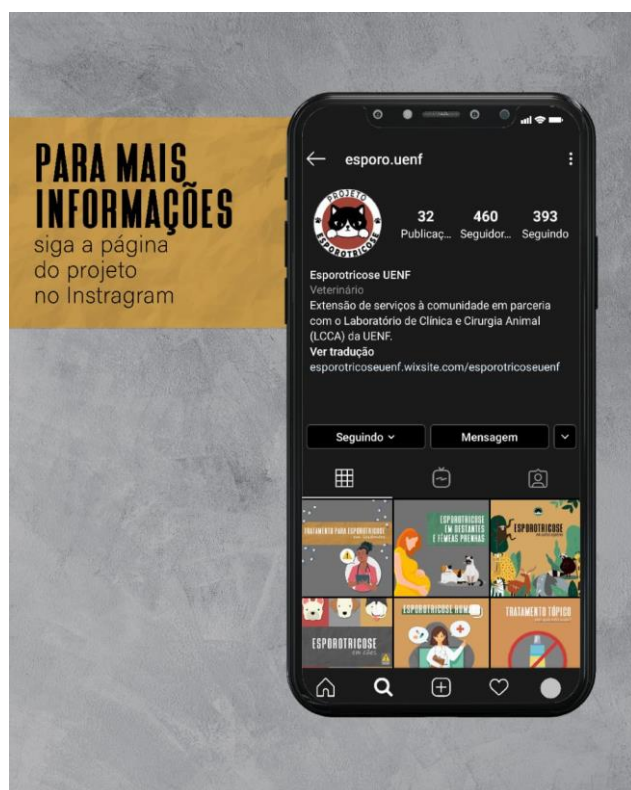 PARA MAIS
INFORMAÇÕES
siga a página
do projeto
no Instragram
esporo.uenf
PROJETO
ESPOROTRICOSE
32 460 393
Publicaç... Seguidor... Seguindo
Esporotricose UENF
Veterinário
Extensão de serviços à comunidade em parceria
com o Laboratório de Clínica e Cirurgia Animal
(LCCA) da UENF.
Ver tradução
esporotricoseuenf.wixsite.com/esporotricoseuenf
Seguindo
Mensagem
TRATAMENTO PARA ESPOROTRICOSE
ESPOROTRICOSE
EM GESTANTES
E FÊMEAS PRENHAS
ESPOROTRICOSE
ESPOROTRICOSE
EM CÃES
ESPOROTRICOSE
TRATAMENTO TÓPICO